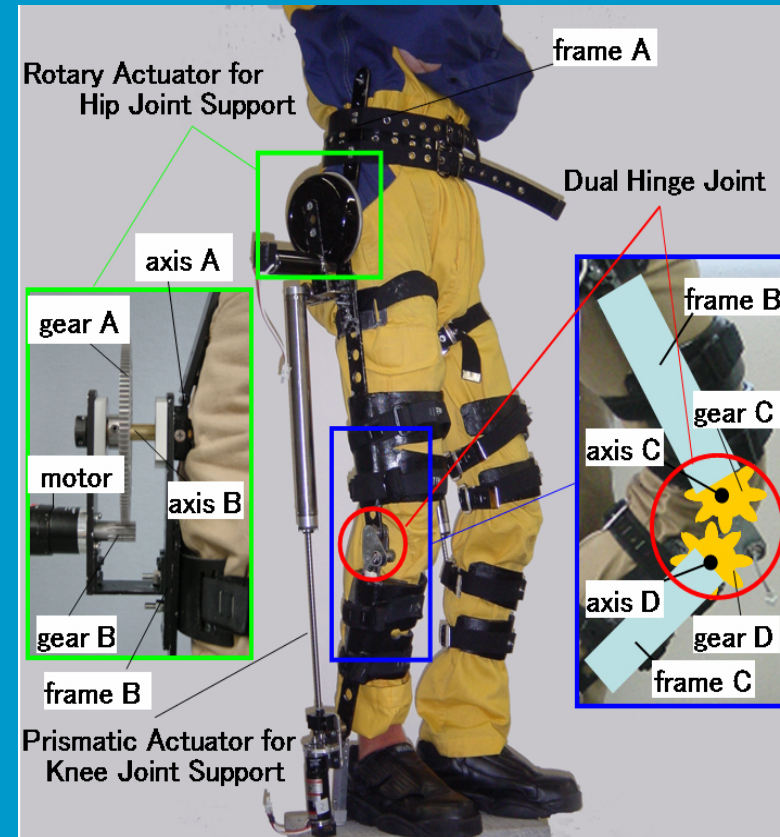 frame A
Rotary Actuator for
Hip Joint Support
Dual Hinge Joint
axis A
gear A
motor
axis B
gear B
frame B
frame B
gear C
axis C
axis D
gear D
frame C
Prismatic Actuator for
Knee Joint Support